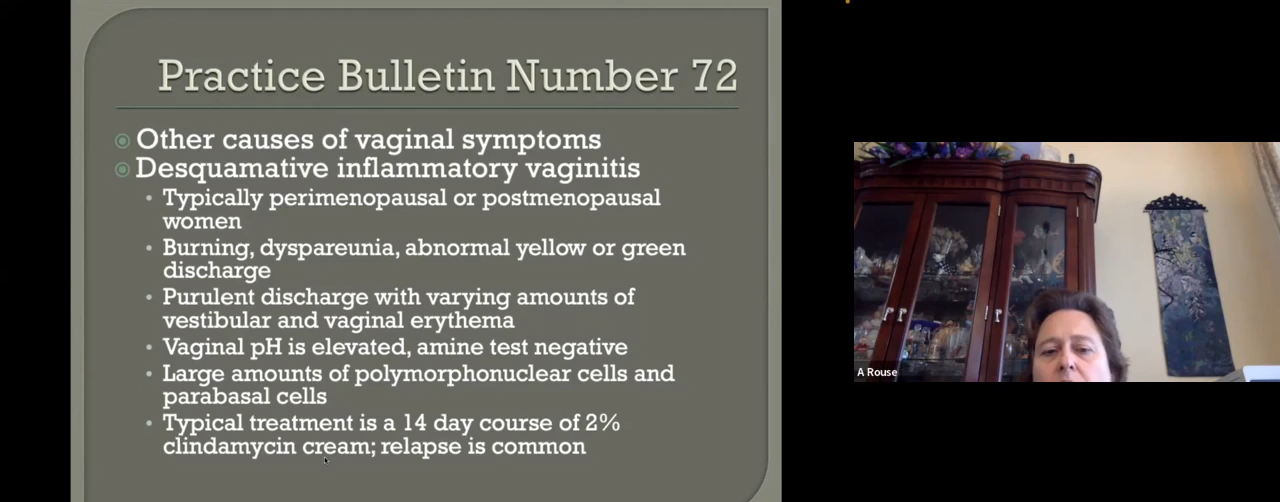 Practice Bulletin Number 72
Other causes of vaginal symptoms
Desquamative inflammatory vaginitis
Typically perimenopausal or postmenopausal
women
Burning, dyspareunia, abnormal yellow or green
discharge
Purulent discharge with varying amounts of
vestibular and vaginal erythema
Vaginal pH is elevated, amine test negative
Large amounts of polymorphonuclear cells and
parabasal cells
Typical treatment is a 14 day course of 2%
clindamycin cream; relapse is common
A Rouse